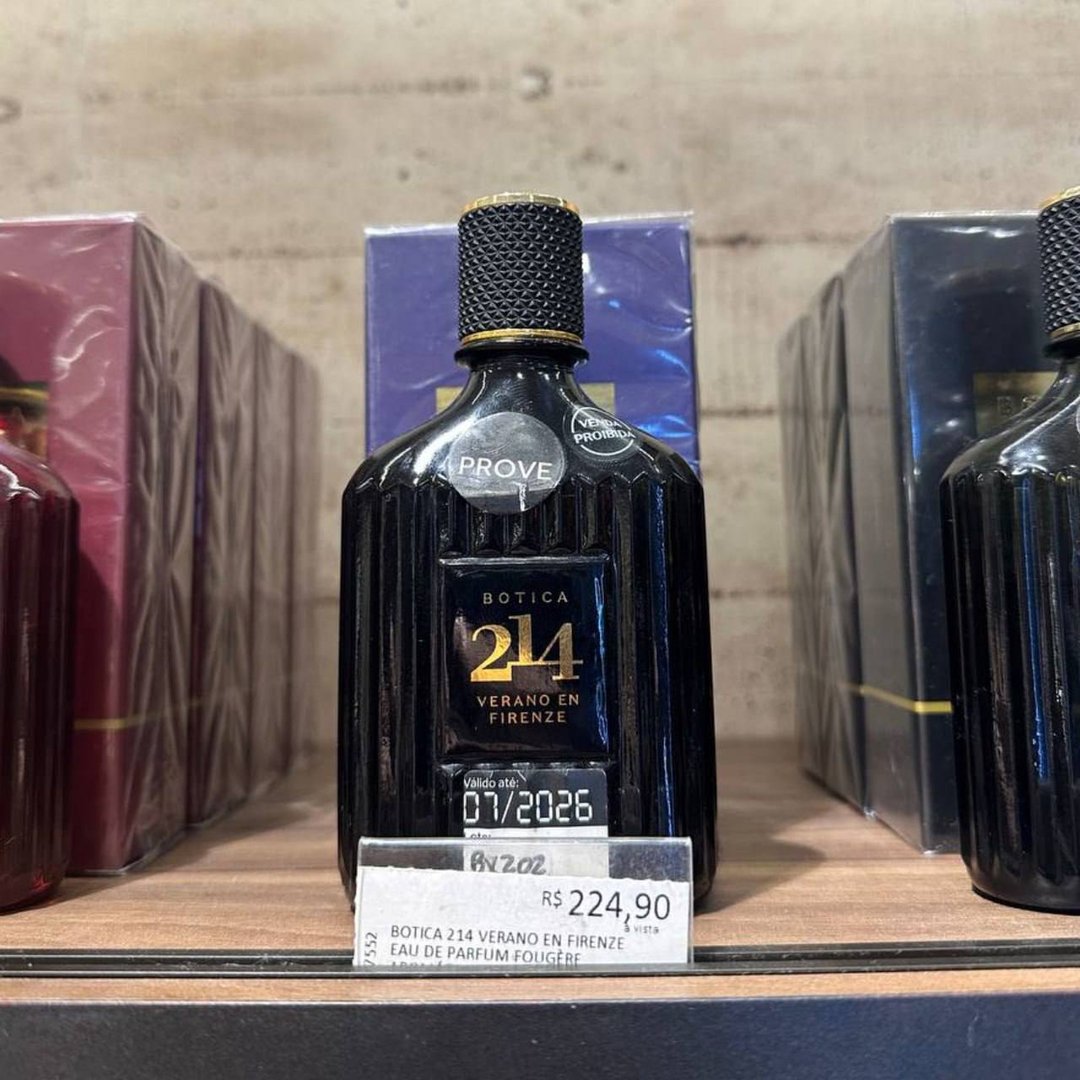 PROVE
VENDA
PROIBIDA
BOTICA
214
VERANO EN
FIRENZE
Válido até:
07/2026
R$ 224,90
à vista
BOTICA 214 VERANO EN FIRENZE
EAU DE PARFUM FOUGÈRE
7552